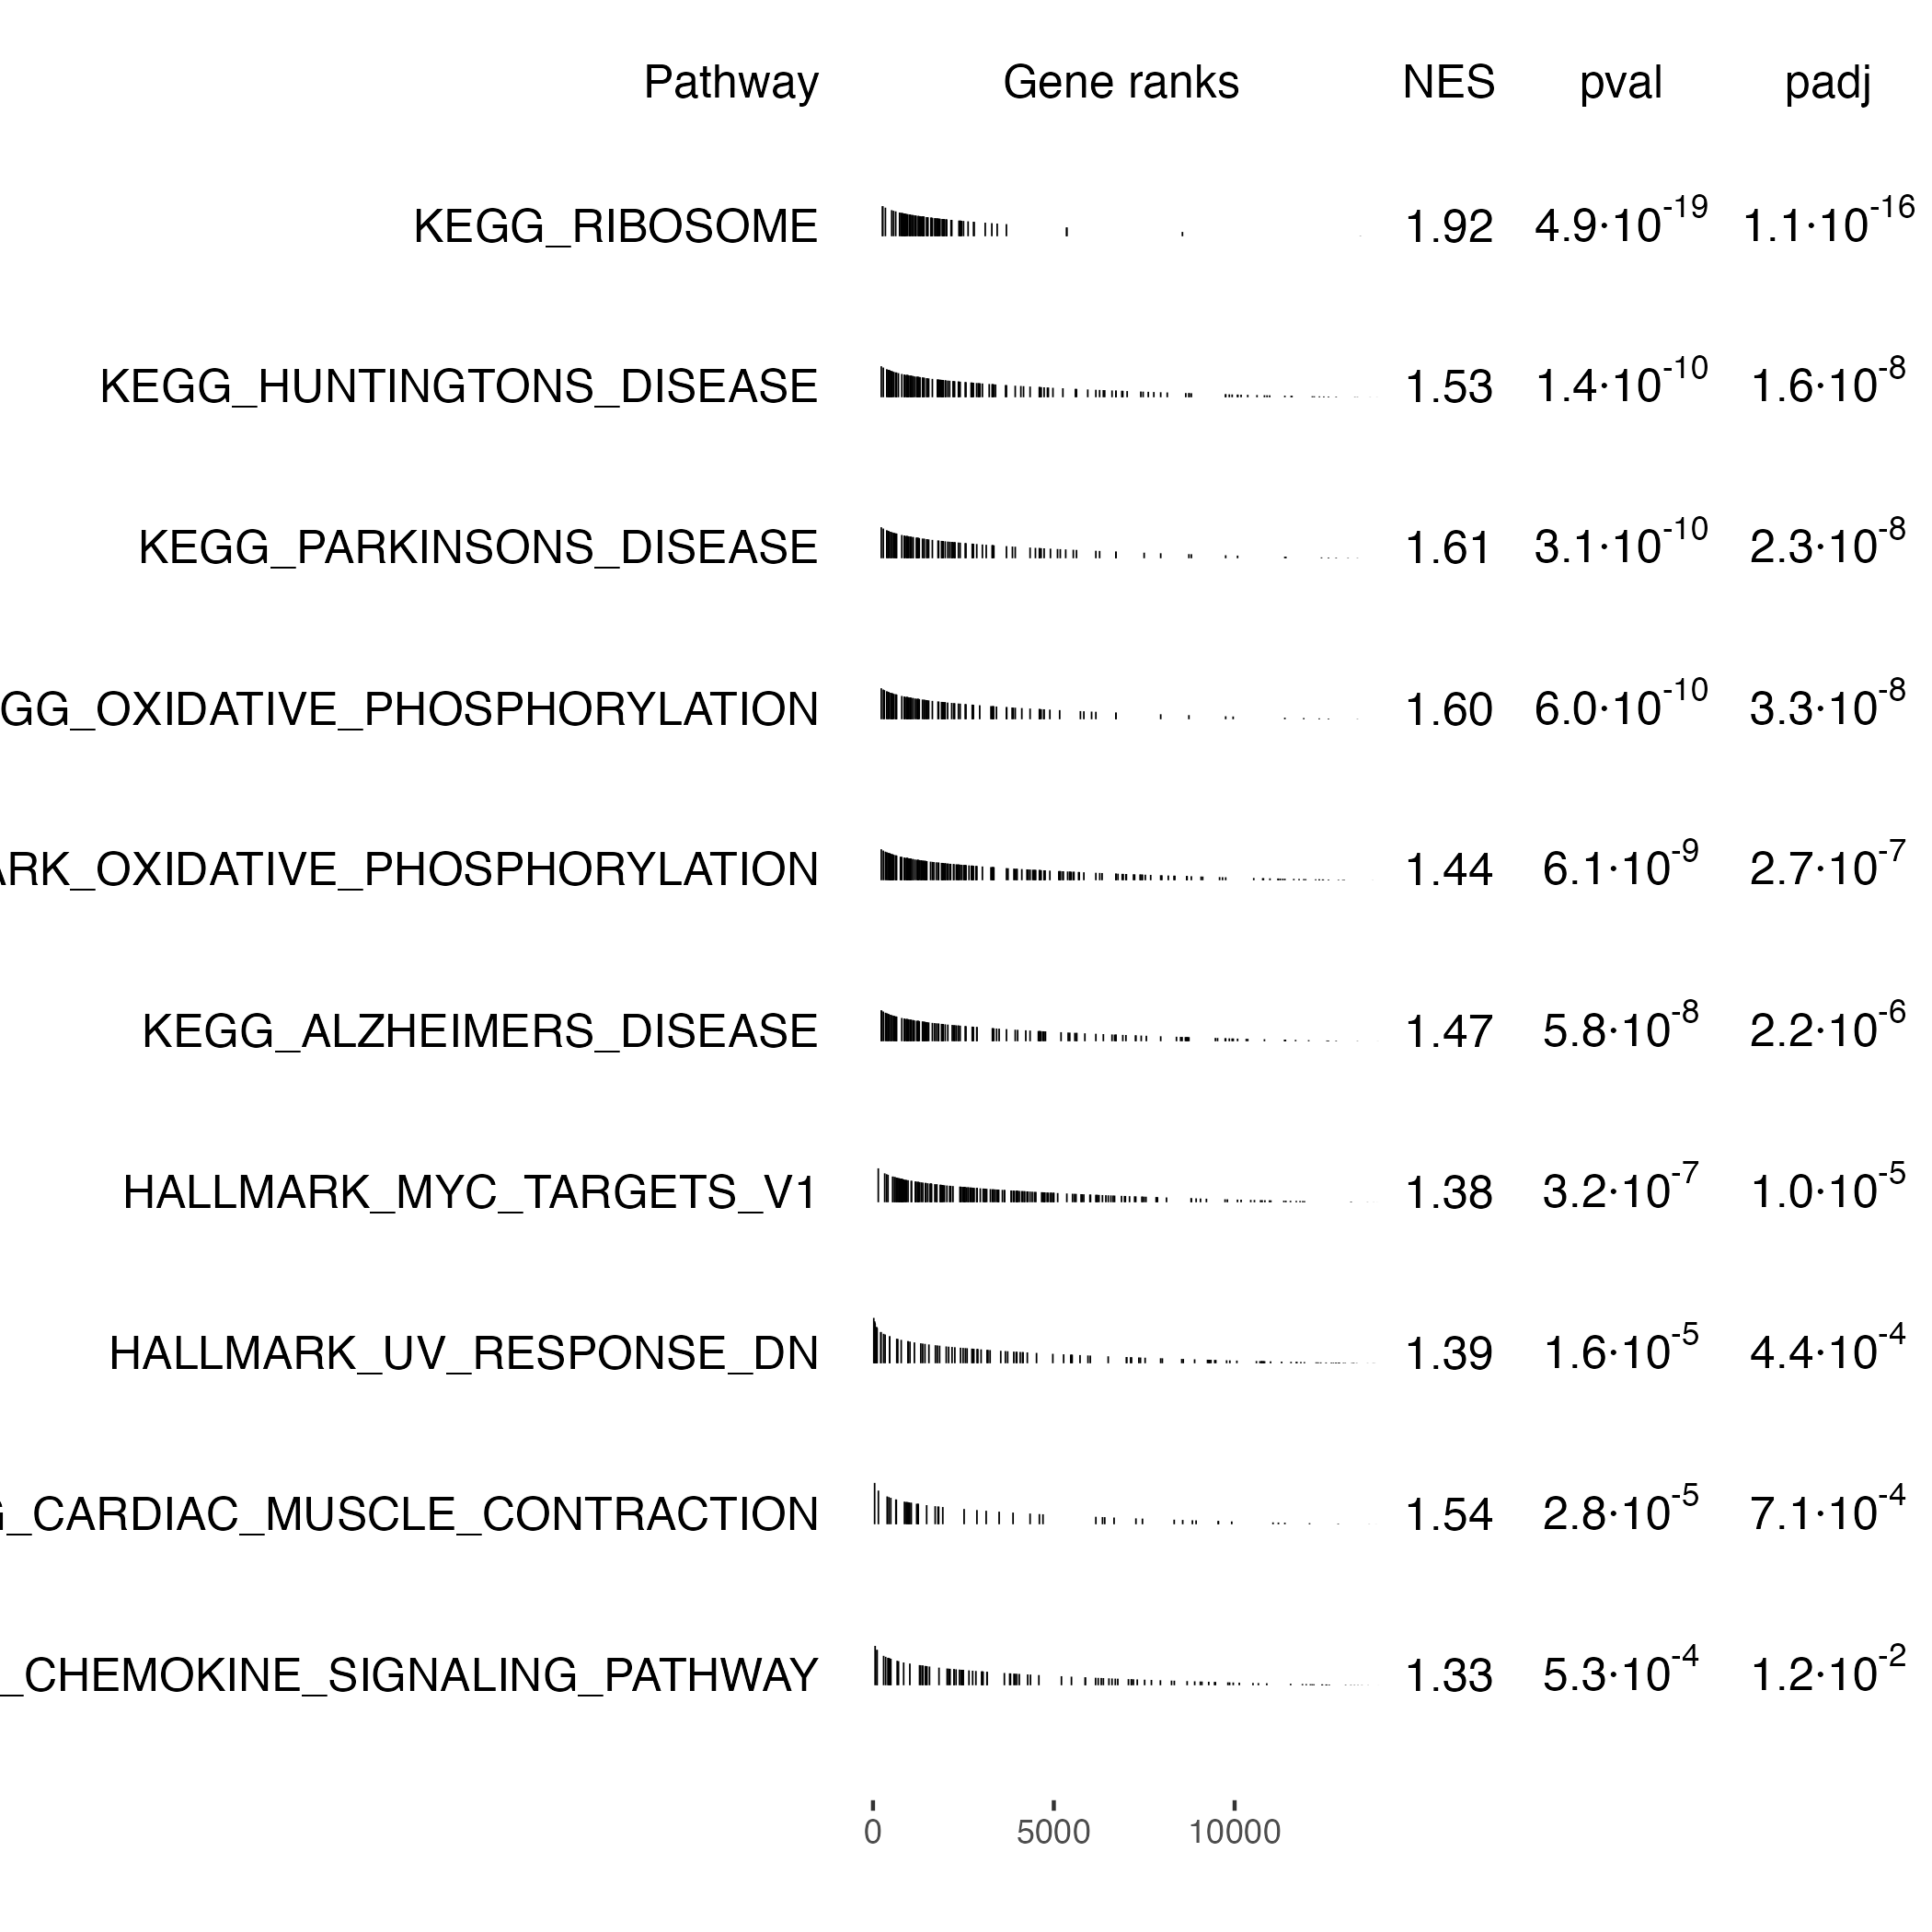 Pathway Gene ranks NES pval padj
KEGG_RIBOSOME 1.92 4.9·10^-19 1.1·10^-16
KEGG_HUNTINGTONS_DISEASE 1.53 1.4·10^-10 1.6·10^-8
KEGG_PARKINSONS_DISEASE 1.61 3.1·10^-10 2.3·10^-8
GG_OXIDATIVE_PHOSPHORYLATION 1.60 6.0·10^-10 3.3·10^-8
ARK_OXIDATIVE_PHOSPHORYLATION 1.44 6.1·10^-9 2.7·10^-7
KEGG_ALZHEIMERS_DISEASE 1.47 5.8·10^-8 2.2·10^-6
HALLMARK_MYC_TARGETS_V1 1.38 3.2·10^-7 1.0·10^-5
HALLMARK_UV_RESPONSE_DN 1.39 1.6·10^-5 4.4·10^-4
G_CARDIAC_MUSCLE_CONTRACTION 1.54 2.8·10^-5 7.1·10^-4
_CHEMOKINE_SIGNALING_PATHWAY 1.33 5.3·10^-4 1.2·10^-2
0 5000 10000